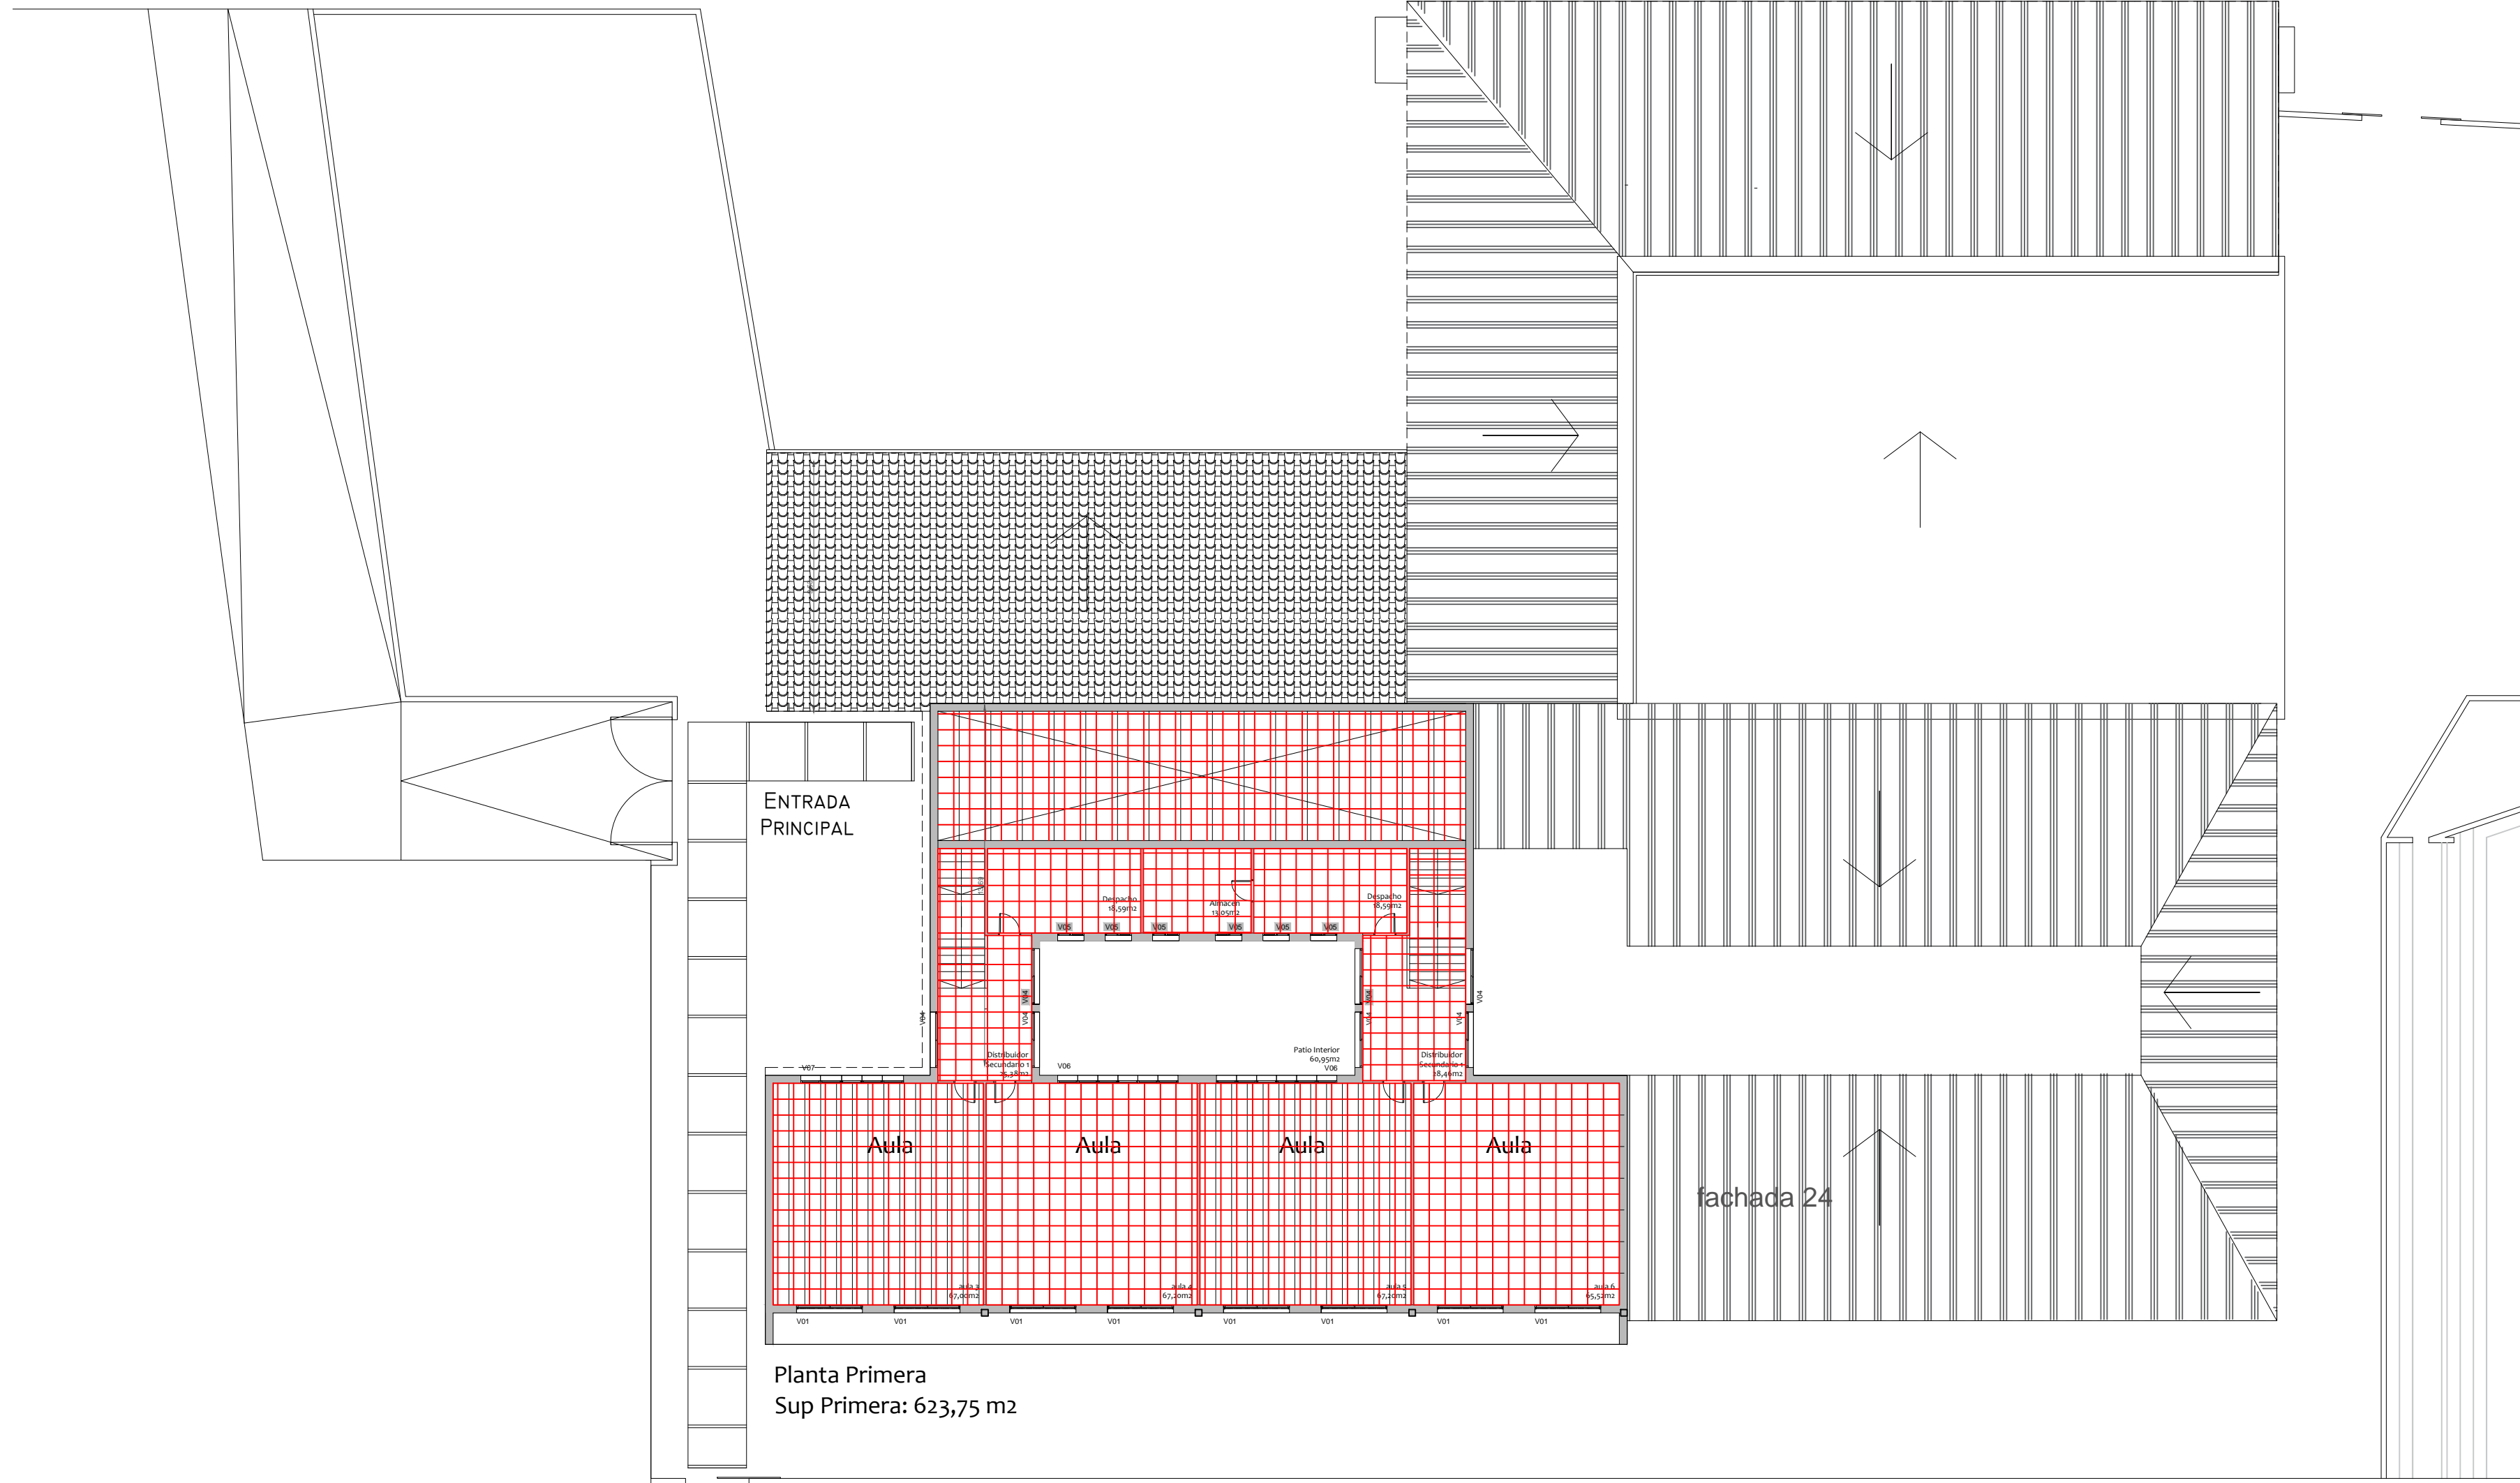 ENTRADA
PRINCIPAL
Despacho
18,59m2
Almacen
13,05m2
Despacho
18,59m2
V05
V05
V05
V05
V05
V05
V04
V04
V04
V04
V04
V04
V04
Distribuidor
Secundario 1
Patio Interior
60,95m2
Distribuidor
Secundario 1
28,46m2
V07
V06
V06
Aula
Aula
Aula
Aula
fachada 24
aula 3
67,00m2
aula 4
67,20m2
aula 5
67,20m2
aula 6
65,52m2
V01
V01
V01
V01
V01
V01
V01
V01
Planta Primera
Sup Primera: 623,75 m2